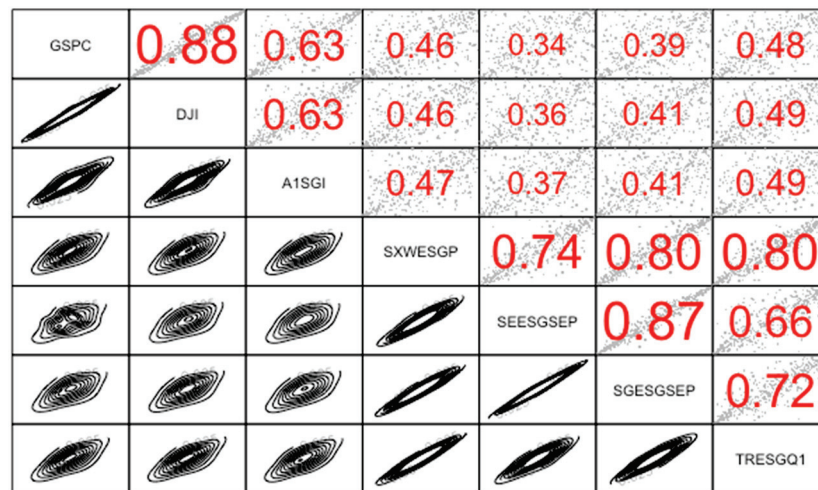 GSPC 0.88 0.63 0.46 0.34 0.39 0.48
DJI 0.63 0.46 0.36 0.41 0.49
A1SGI 0.47 0.37 0.41 0.49
SXWESGP 0.74 0.80 0.80
SEESGSEP 0.87 0.66
SGESGSEP 0.72
TRESGQ1